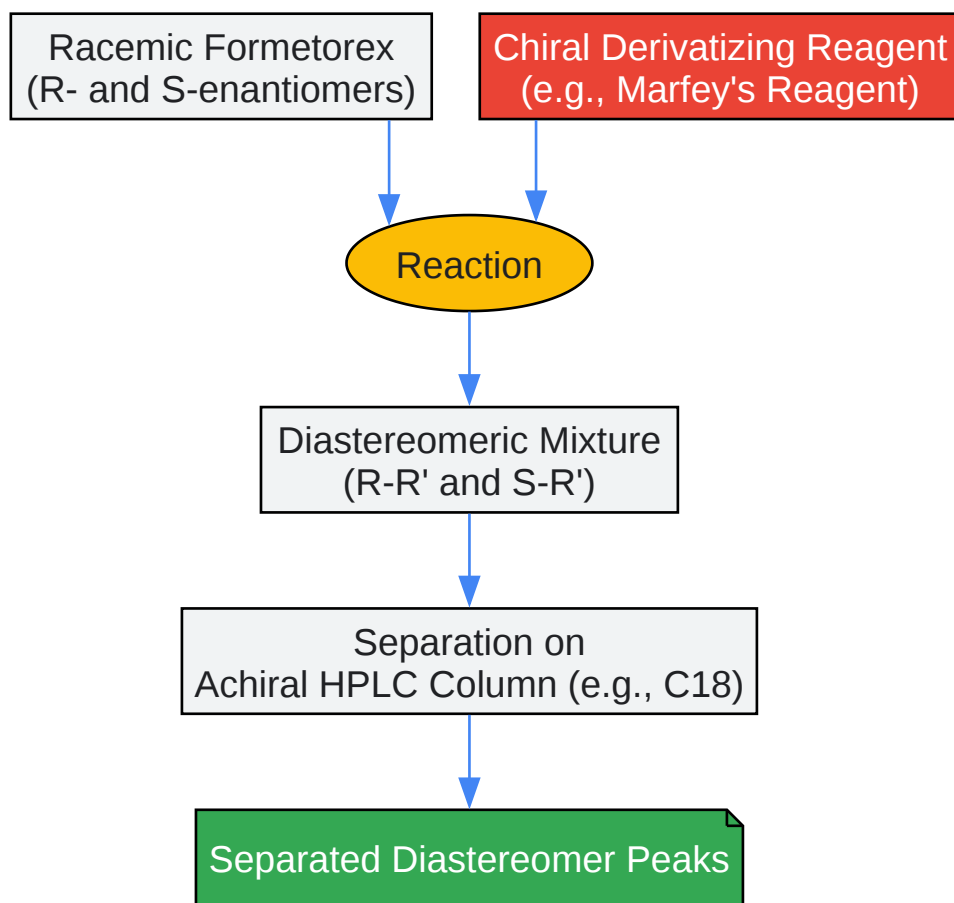 Racemic Formetorex
(R- and S-enantiomers)
Chiral Derivatizing Reagent
(e.g., Marfey's Reagent)
Reaction
Diastereomeric Mixture
(R-R' and S-R')
Separation on
Achiral HPLC Column (e.g., C18)
Separated Diastereomer Peaks